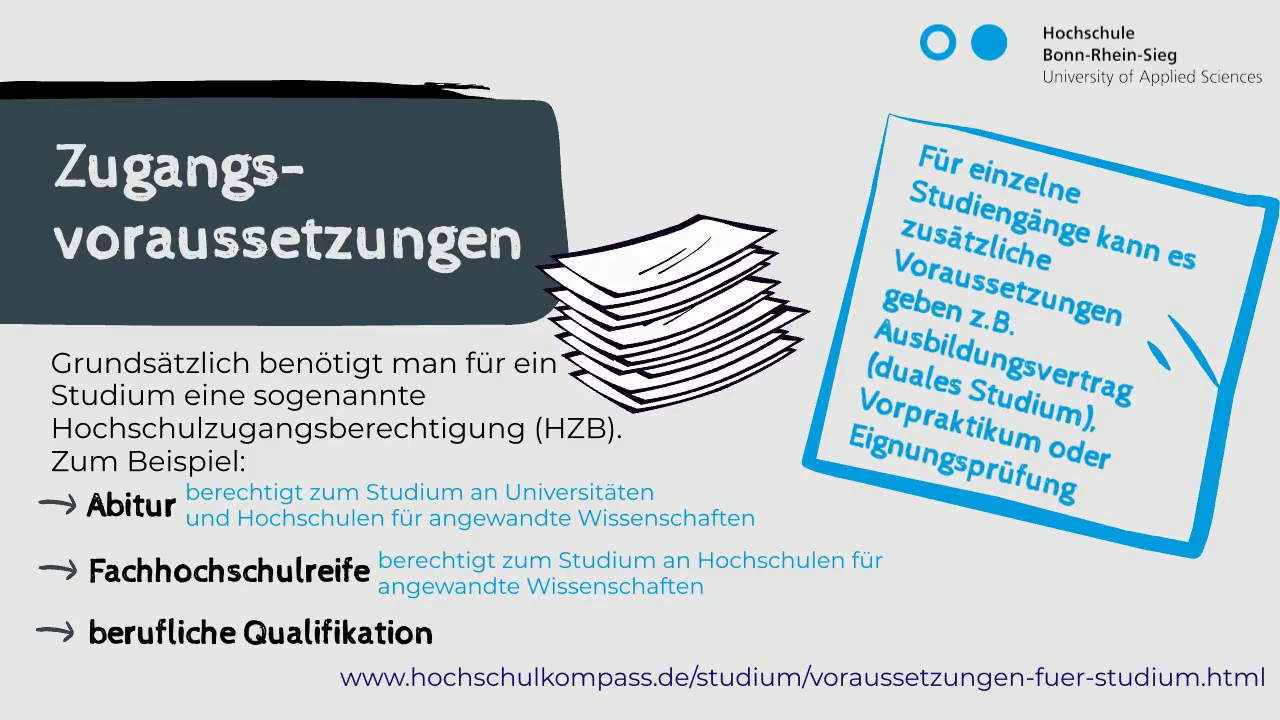 Hochschule
Bonn-Rhein-Sieg
University of Applied Sciences
Zugangs-
voraussetzungen
Für einzelne
Studiengänge kann es
zusätzliche
Voraussetzungen
geben z.B.
Ausbildungsvertrag
(duales Studium),
Vorpraktikum oder
Eignungsprüfung
Grundsätzlich benötigt man für ein
Studium eine sogenannte
Hochschulzugangsberechtigung (HZB).
Zum Beispiel:
Abitur berechtigt zum Studium an Universitäten
und Hochschulen für angewandte Wissenschaften
Fachhochschulreife berechtigt zum Studium an Hochschulen für
angewandte Wissenschaften
berufliche Qualifikation
www.hochschulkompass.de/studium/voraussetzungen-fuer-studium.html